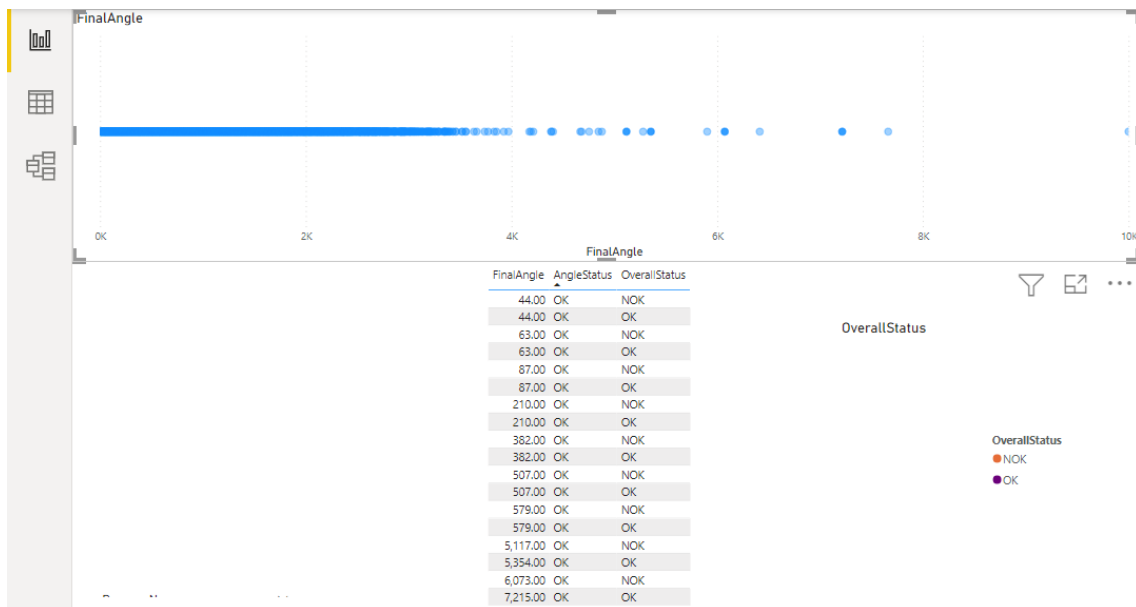 FinalAngle
0K 2K 4K 6K 8K 10K
FinalAngle
FinalAngle AngleStatus OverallStatus
44.00 OK NOK
44.00 OK OK
63.00 OK NOK
63.00 OK OK
87.00 OK NOK
87.00 OK OK
210.00 OK NOK
210.00 OK OK
382.00 OK NOK
382.00 OK OK
507.00 OK NOK
507.00 OK OK
579.00 OK NOK
579.00 OK OK
5,117.00 OK NOK
5,354.00 OK OK
6,073.00 OK NOK
7,215.00 OK OK
OverallStatus
OverallStatus
NOK
OK